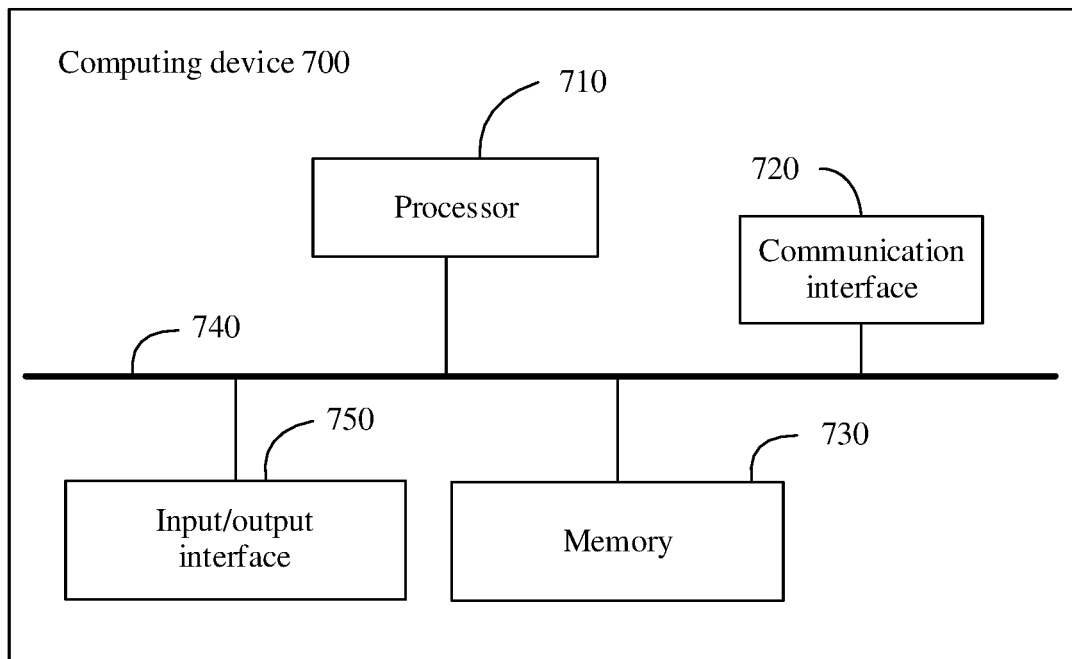 Computing device 700
710
Processor
720
Communication
interface
740
750
730
Input/output
interface
Memory